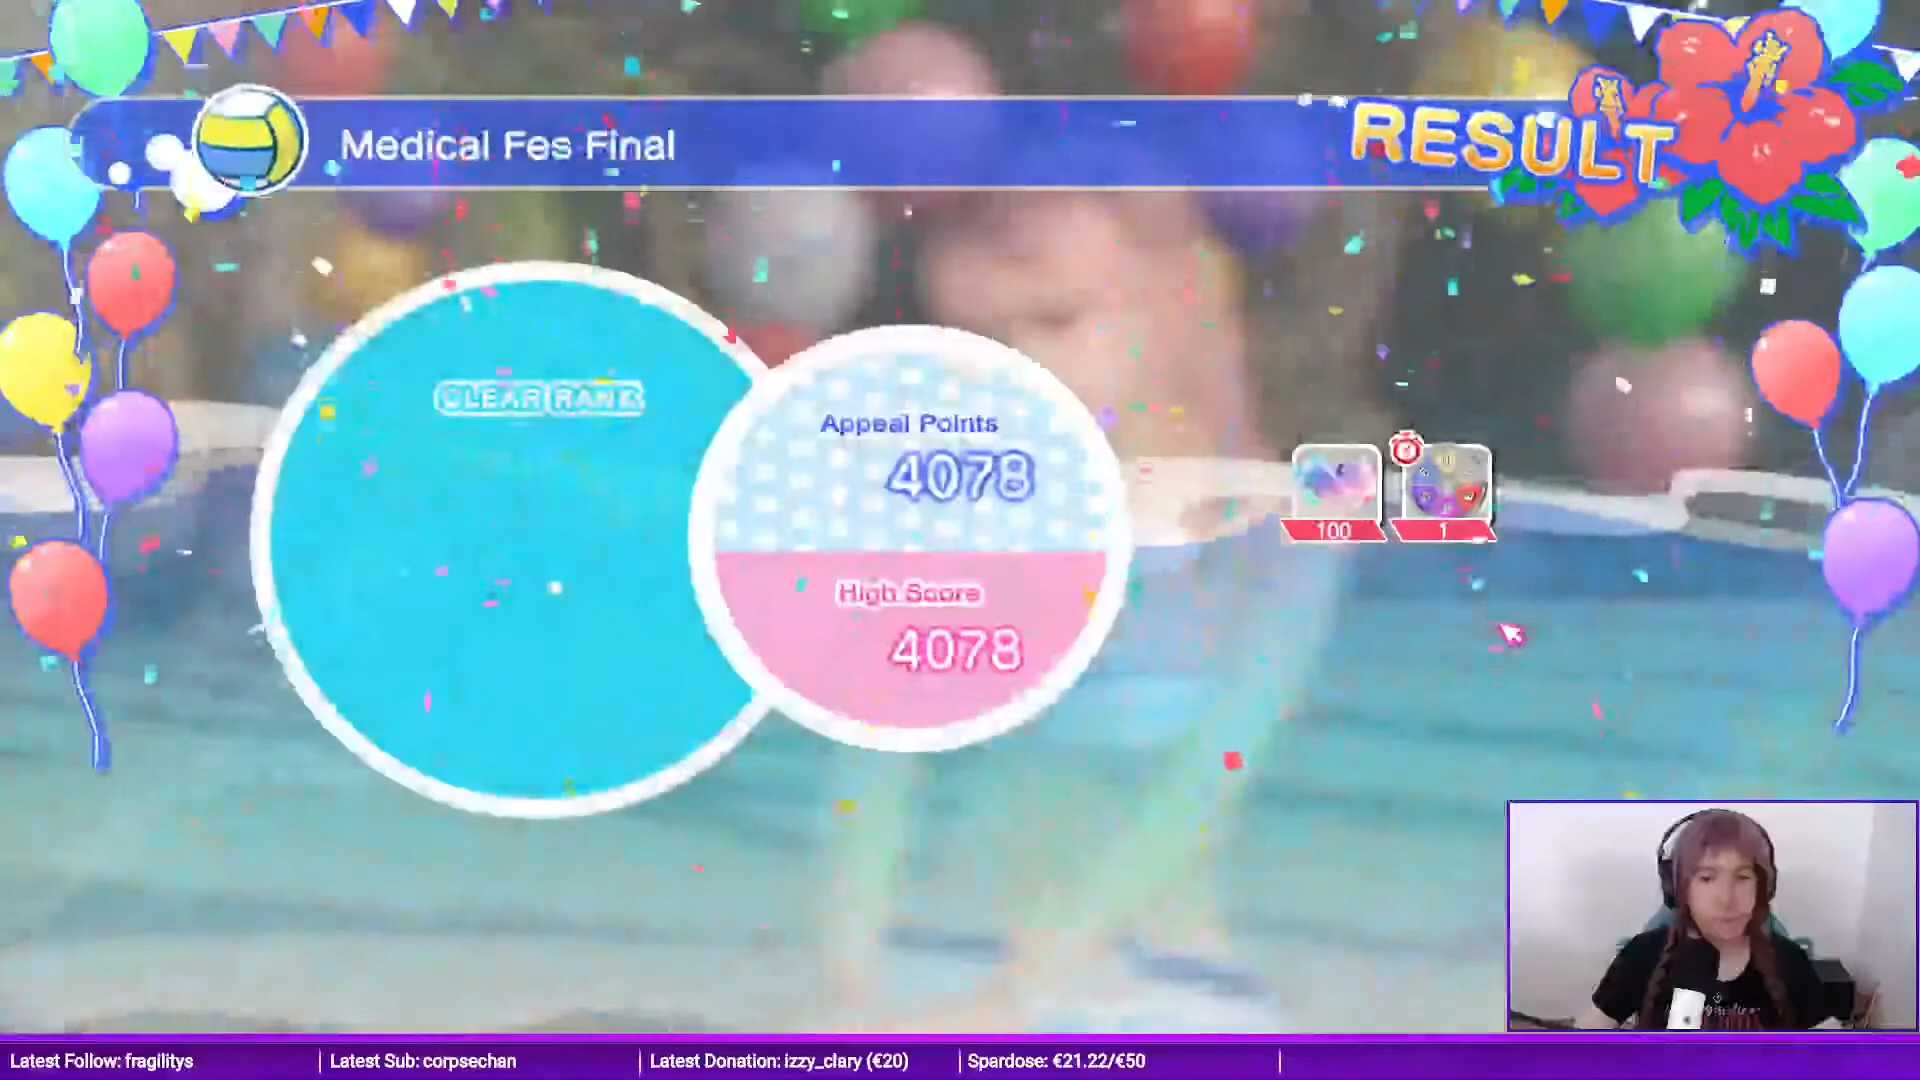 Medical Fes Final
RESULT
CLEAR RANK
Appeal Points
4078
High Score
4078
100
1
Latest Follow: fragilitys
Latest Sub: corpsechan
Latest Donation: izzy_clary (€20)
Spardose: €21.22/€50